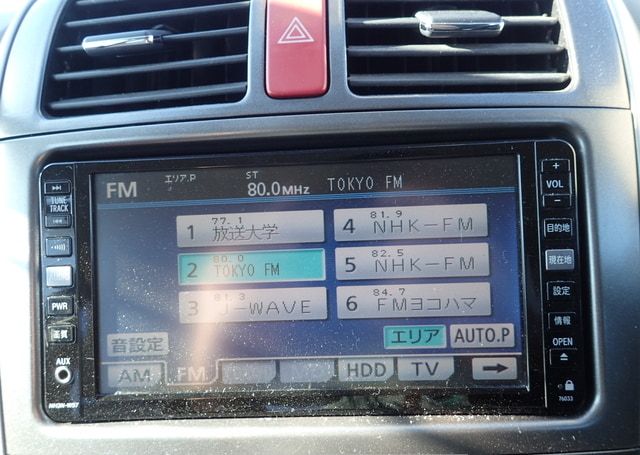 FM エリア.P ST 80.0MHz TOKYO FM
77.1
1 放送大学
81.9
4 NHK-FM
80.0
2 TOKYO FM
82.5
5 NHK-FM
81.3
3 J-WAVE
84.7
6 FMヨコハマ
音設定 エリア AUTO.P
AM FM HDD TV
TUNE
TRACK
PWR
画質
AUX
+
VOL
-
目的地
現在地
設定
情報
OPEN
76033